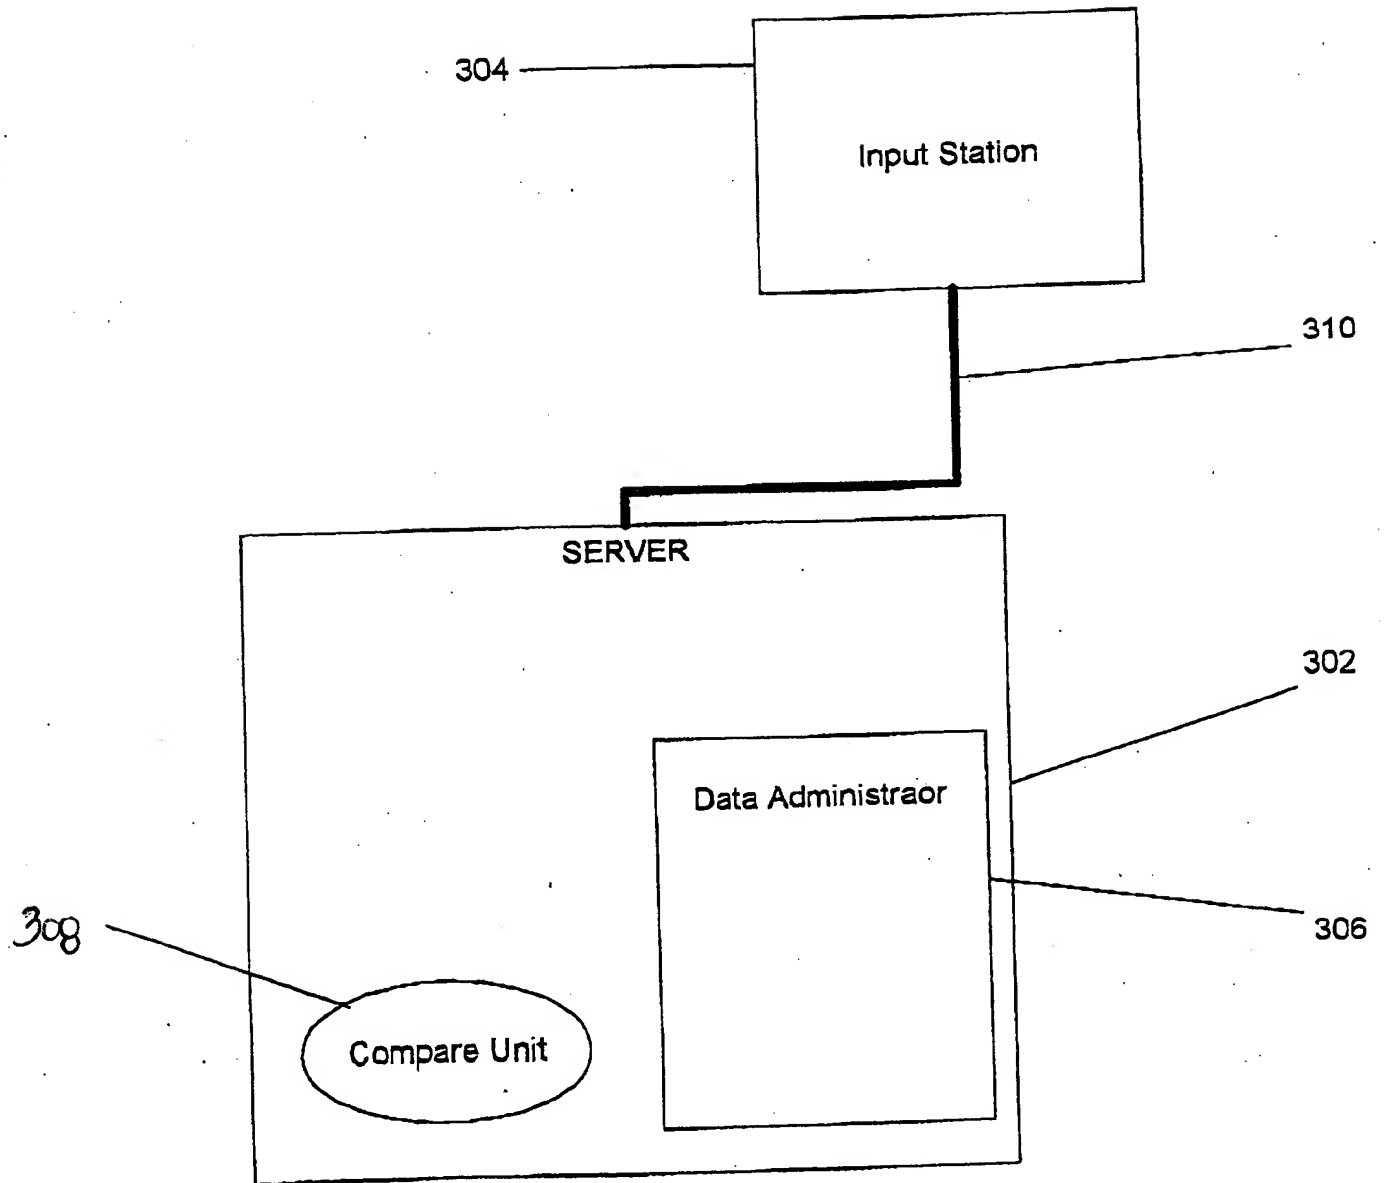 304
Input Station
310
SERVER
302
Data Administraor
306
308
Compare Unit